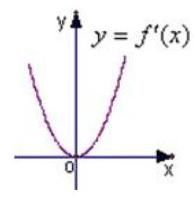 y
y = f'(x)
0
x